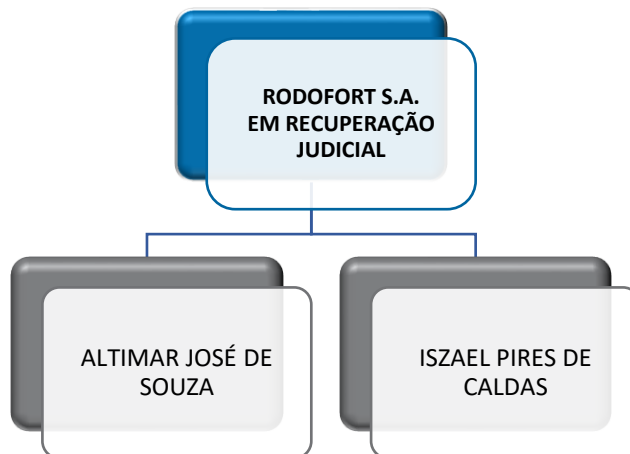 RODOFORT S.A.
EM RECUPERAÇÃO
JUDICIAL
ALTIMAR JOSÉ DE
SOUZA
ISZAEL PIRES DE
CALDAS